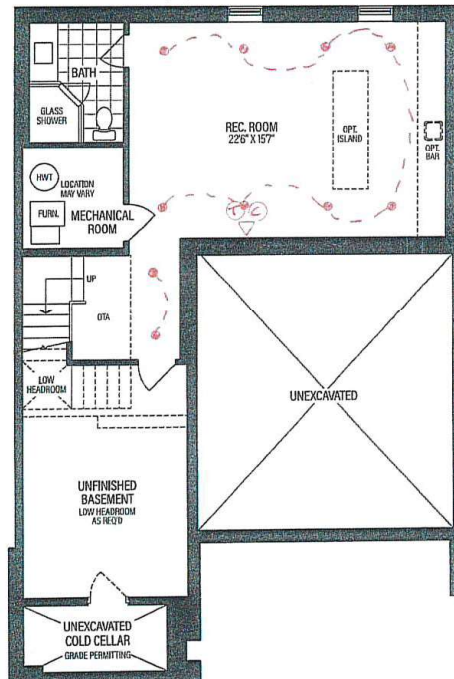 BATH
GLASS
SHOWER
REC. ROOM
22'6" X 15'7"
OPT.
ISLAND
OPT.
BAR
HWT
LOCATION
MAY VARY
FURN.
MECHANICAL
ROOM
T C
UP
OTA
LOW
HEADROOM
UNEXCAVATED
UNFINISHED
BASEMENT
LOW HEADROOM
AS REQ'D
UNEXCAVATED
COLD CELLAR
GRADE PERMITTING